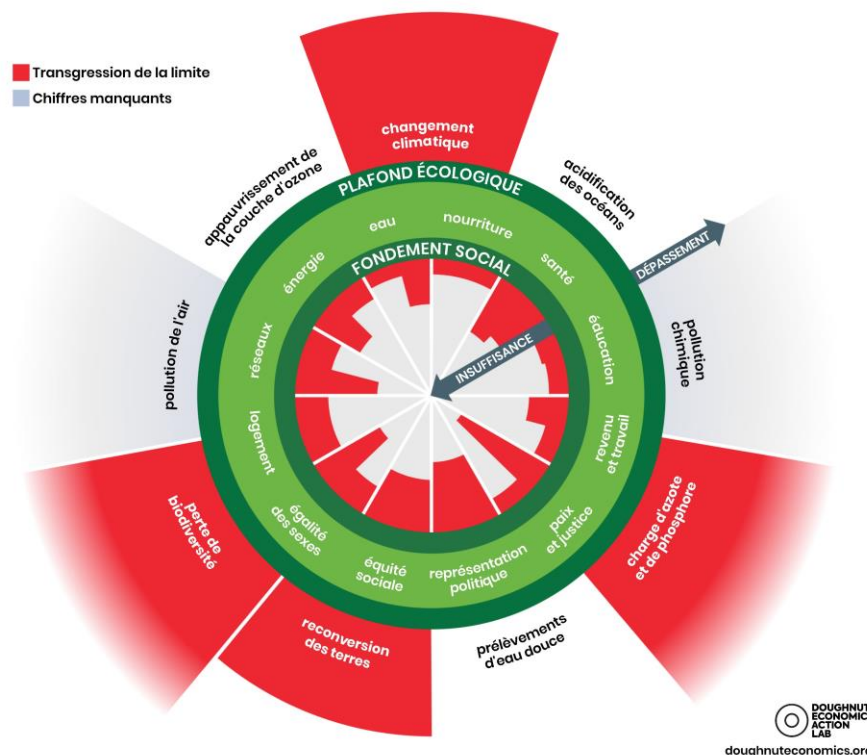 Transgression de la limite
Chiffres manquants
changement
climatique
appauvrissement de
la couche d'ozone
acidification
des océans
PLAFOND ÉCOLOGIQUE
eau
nourriture
énergie
santé
FONDEMENT SOCIAL
DÉPASSEMENT
réseaux
éducation
INSUFFISANCE
pollution de l'air
pollution
chimique
logement
revenu
et travail
égalité
des sexes
paix
et justice
équité
sociale
représentation
politique
perte de
biodiversité
charge d'azote
et de phosphore
reconversion
des terres
prélèvements
d'eau douce
DOUGHNUT
ECONOMICS
ACTION
LAB
doughnuteconomics.org